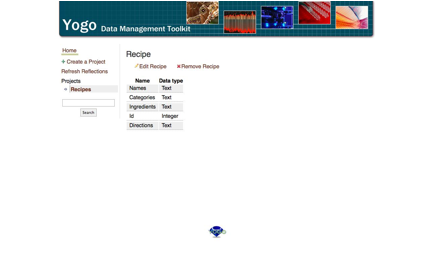 Yogo Data Management Toolkit
Home
Create a Project
Refresh Reflections
Projects
Recipes
Search
Recipe
Edit Recipe Remove Recipe
Name Data type
Names Text
Categories Text
Ingredients Text
Id Integer
Directions Text